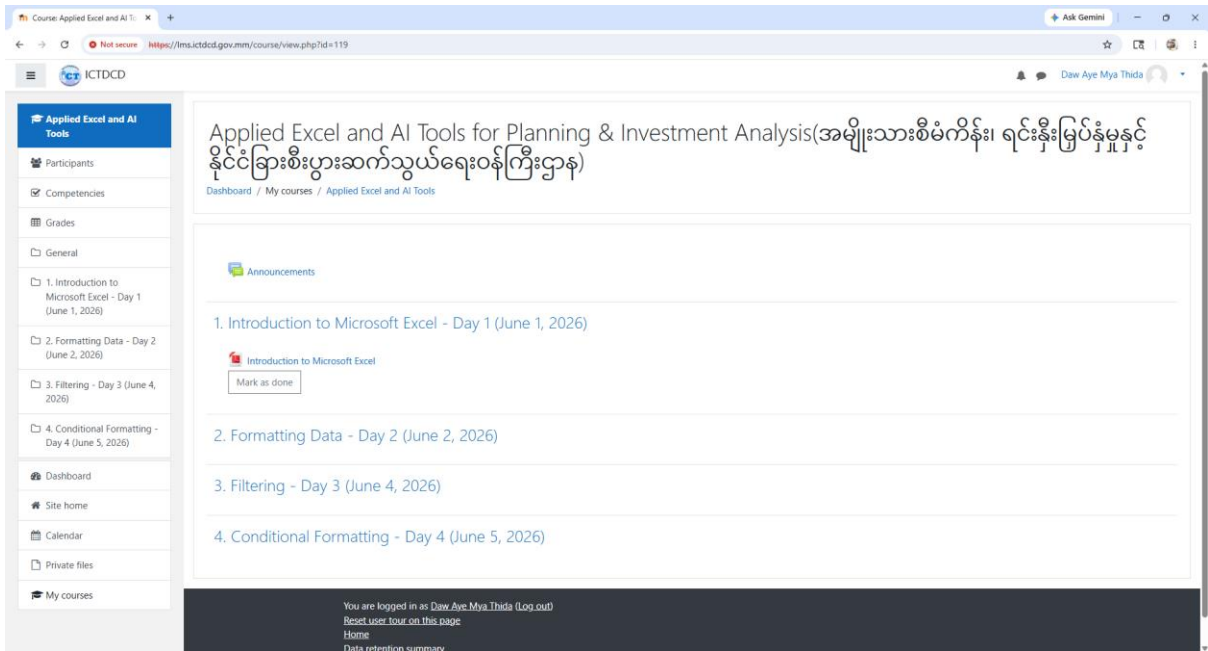 Course: Applied Excel and AI To
Ask Gemini
Not secure https://lms.ictdcd.gov.mm/course/view.php?id=119
ICT
ICTDCD
Daw Aye Mya Thida
Applied Excel and AI
Tools
Participants
Competencies
Grades
General
1. Introduction to
Microsoft Excel - Day 1
(June 1, 2026)
2. Formatting Data - Day 2
(June 2, 2026)
3. Filtering - Day 3 (June 4,
2026)
4. Conditional Formatting -
Day 4 (June 5, 2026)
Dashboard
Site home
Calendar
Private files
My courses
Applied Excel and AI Tools for Planning & Investment Analysis(အမျိုးသားစီမံကိန်း၊ ရင်းနှီးမြှပ်နှံမှုနှင့်
နိုင်ငံခြားစီးပွားဆက်သွယ်ရေးဝန်ကြီးဌာန)
Dashboard / My courses / Applied Excel and AI Tools
Announcements
1. Introduction to Microsoft Excel - Day 1 (June 1, 2026)
Introduction to Microsoft Excel
Mark as done
2. Formatting Data - Day 2 (June 2, 2026)
3. Filtering - Day 3 (June 4, 2026)
4. Conditional Formatting - Day 4 (June 5, 2026)
You are logged in as Daw Aye Mya Thida (Log out)
Reset user tour on this page
Home
Data retention summary